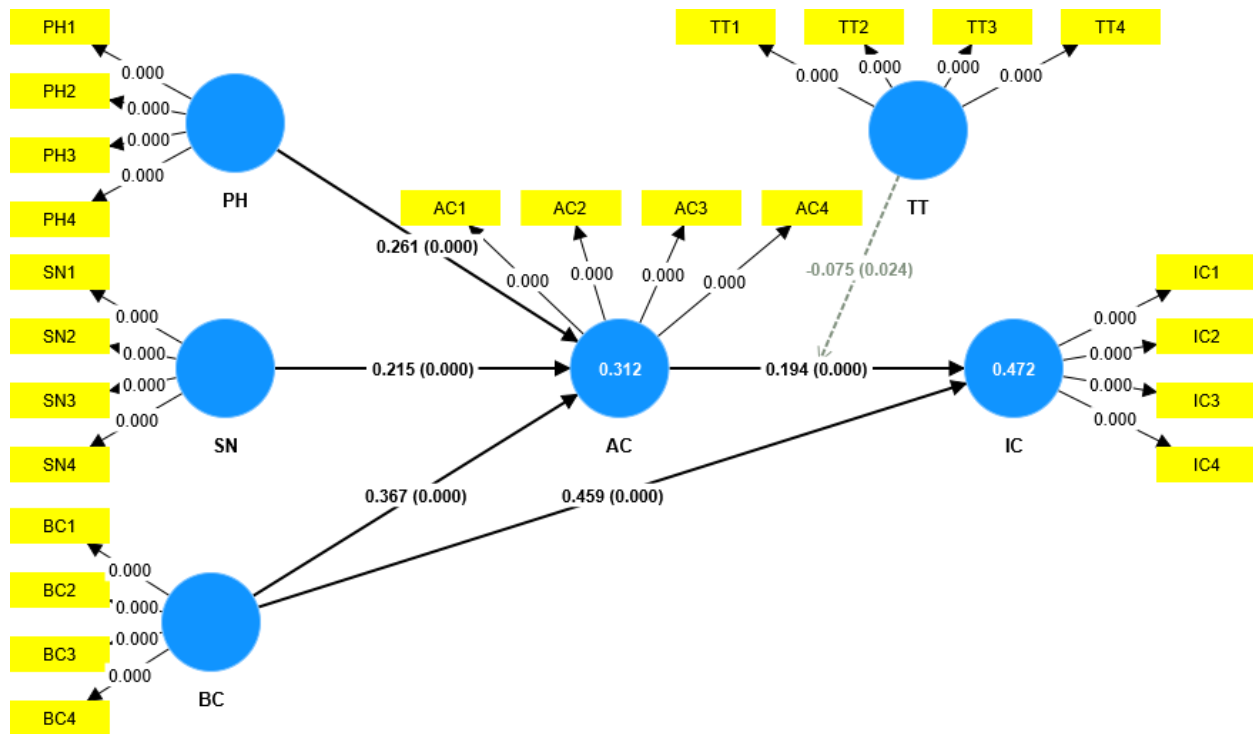 PH1
PH2
PH3
PH4
0.000
0.000
0.000
0.000
PH
TT1
TT2
TT3
TT4
0.000
0.000
0.000
0.000
TT
AC1
AC2
AC3
AC4
0.261 (0.000)
0.000
0.000
0.000
0.000
-0.075 (0.024)
SN1
SN2
SN3
SN4
0.000
0.000
0.000
0.000
SN
0.215 (0.000)
0.312
AC
0.194 (0.000)
0.472
IC
IC1
IC2
IC3
IC4
0.000
0.000
0.000
0.000
0.367 (0.000)
0.459 (0.000)
BC1
BC2
BC3
BC4
0.000
0.000
0.000
0.000
BC